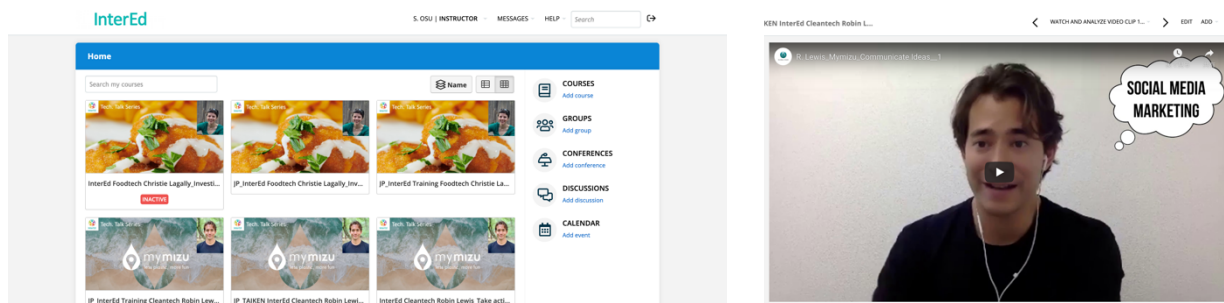 InterEd
S. OSU | INSTRUCTOR
MESSAGES
HELP
Search
Home
Search my courses
Name
Tech. Talk Series
Tech. Talk Series
Tech. Talk Series
InterEd Foodtech Christie Lagally_Investi...
JP_InterEd Foodtech Christie Lagally_Inv...
JP_InterEd Training Foodtech Christie La...
INACTIVE
Tech. Talk Series
Tech. Talk Series
Tech. Talk Series
mymizu
mymizu
mymizu
JP_InterEd Training Cleantech Robin Lew...
JP_TAIKEN InterEd Cleantech Robin Lewi...
InterEd Cleantech Robin Lewis_Take acti...
COURSES
Add course
GROUPS
Add group
CONFERENCES
Add conference
DISCUSSIONS
Add discussion
CALENDAR
Add event
KEN InterEd Cleantech Robin L...
WATCH AND ANALYZE VIDEO CLIP 1...
EDIT
ADD
R. Lewis_Mymizu_Communicate Ideas_ 1
SOCIAL MEDIA
MARKETING